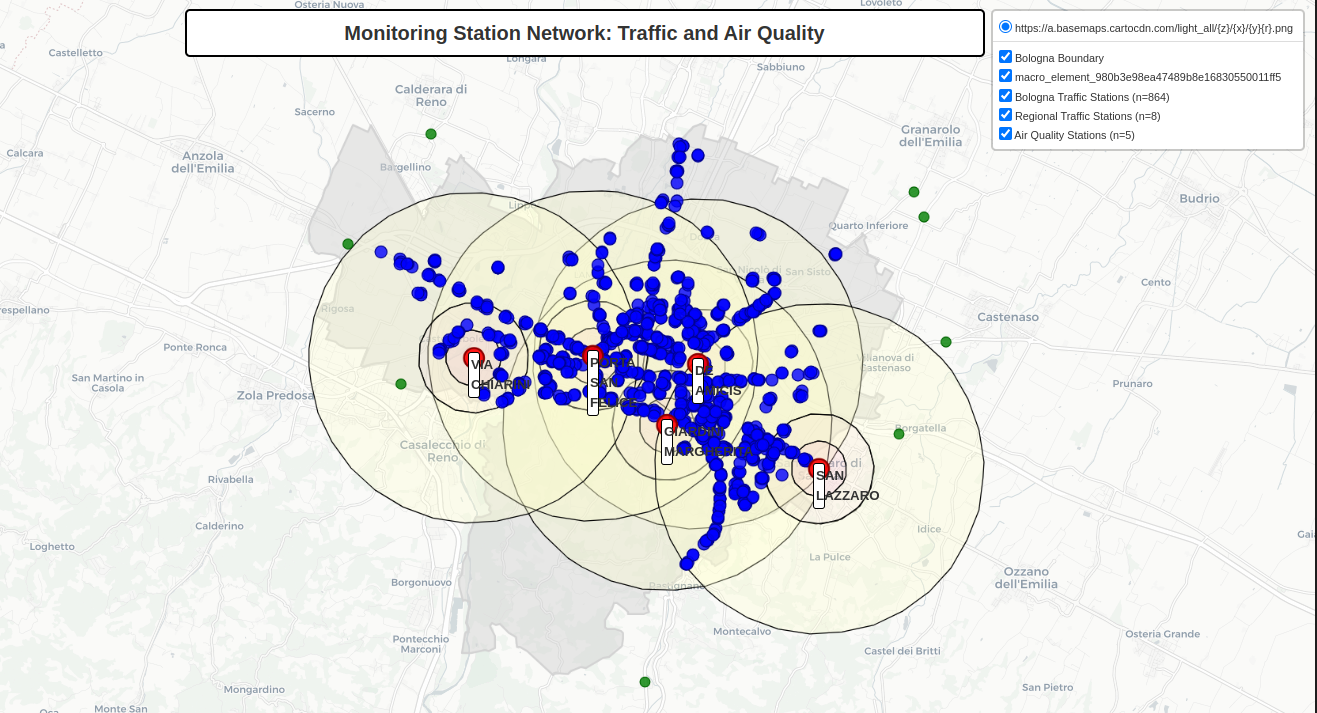 Osteria Nuova
Lovoleto
Monitoring Station Network: Traffic and Air Quality
https://a.basemaps.cartocdn.com/light_all/{z}/{x}/{y}{r}.png
Bologna Boundary
macro_element_980b3e98ea47489b8e16830550011ff5
Bologna Traffic Stations (n=864)
Regional Traffic Stations (n=8)
Air Quality Stations (n=5)
Castelletto
Longara
Sabbiuno
Calderara di
Reno
Sacerno
Granarolo
dell'Emilia
Calcara
Anzola
dell'Emilia
Bargellino
Budrio
Lipp
Quarto Inferiore
San Sisto
Cento
respellano
Rigosa
Castenaso
Ponte Ronca
Villanova di
Castenaso
San Martino in
Casola
Prunaro
Zola Predosa
VIA
CHIARINI
PORTA
SAN
FELICE
DE
AMICIS
GIARDINI
MARGHERITA
Borgatella
Casalecchio di
Reno
SAN
LAZZARO
Rivabella
Calderino
Idice
Loghetto
La Pulce
Borgonuovo
Rastignano
Ozzano
dell'Emilia
Pontecchio
Marconi
Montecalvo
Osteria Grande
Castel dei Britti
Mongardino
San Pietro
Monte San